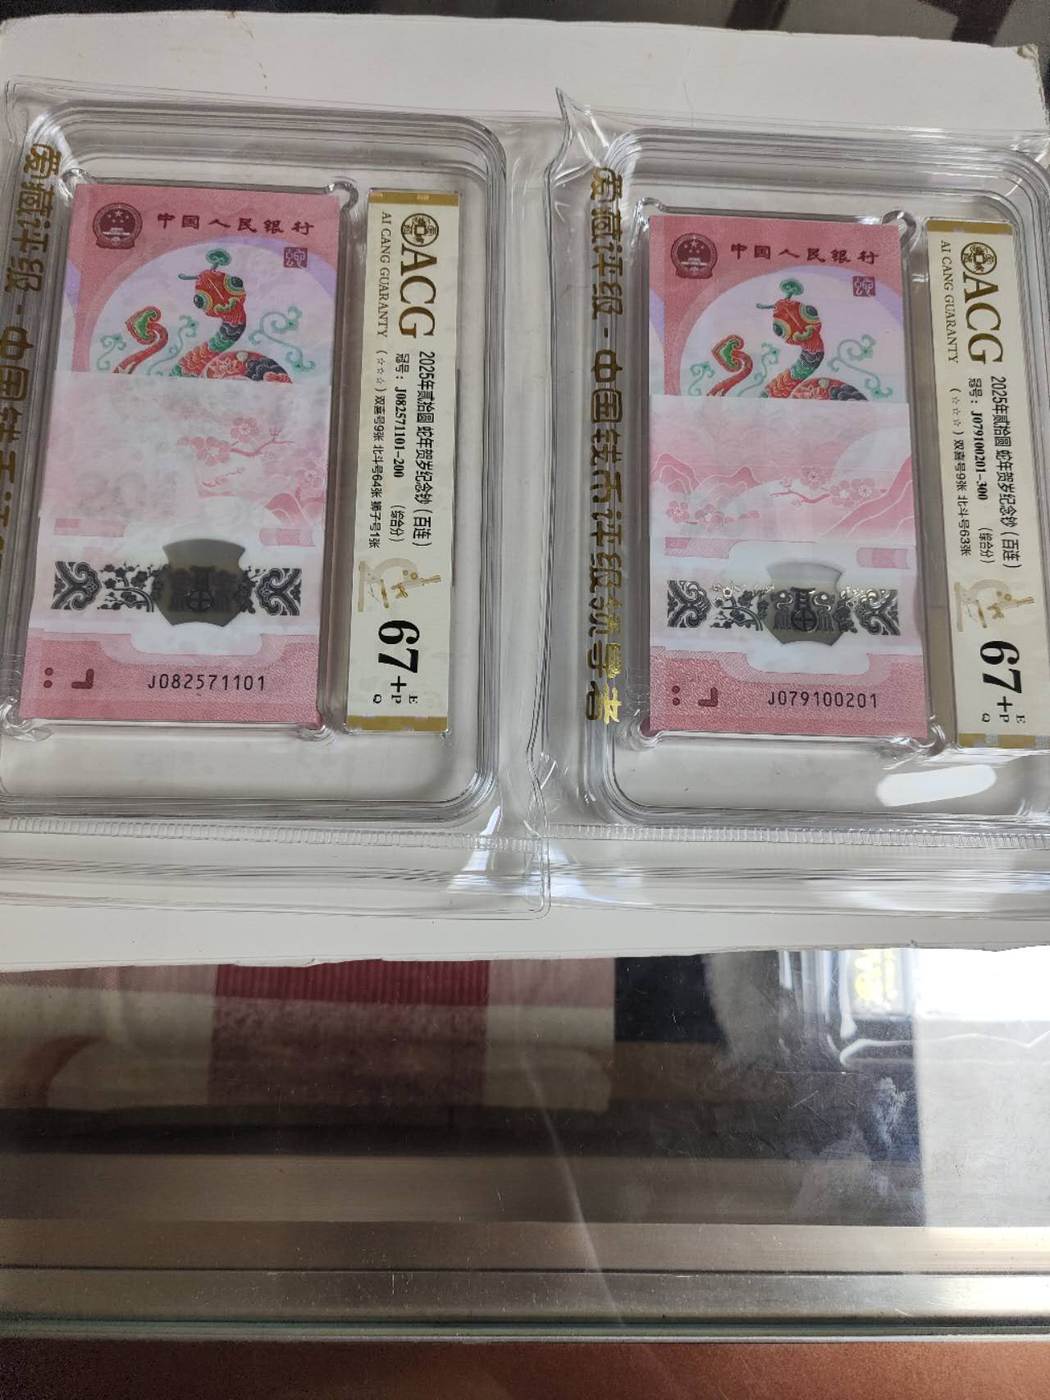 中国人民银行
J082571101
ACG
AI CANG GUARANTY
2025年贰拾圆 蛇年贺岁纪念钞（百连）
冠号：J082571101-200 （综合分）
（☆☆☆）双喜号9张 北斗号64张 狮子号1张
67+
E
P
Q
爱藏评级 - 中国钱币评
中国人民银行
J079100201
ACG
AI CANG GUARANTY
2025年贰拾圆 蛇年贺岁纪念钞（百连）
冠号：J079100201-300 （综合分）
（☆☆☆）双喜号9张 北斗号63张
67+
E
P
Q
爱藏评级 - 中国钱币评级领导者